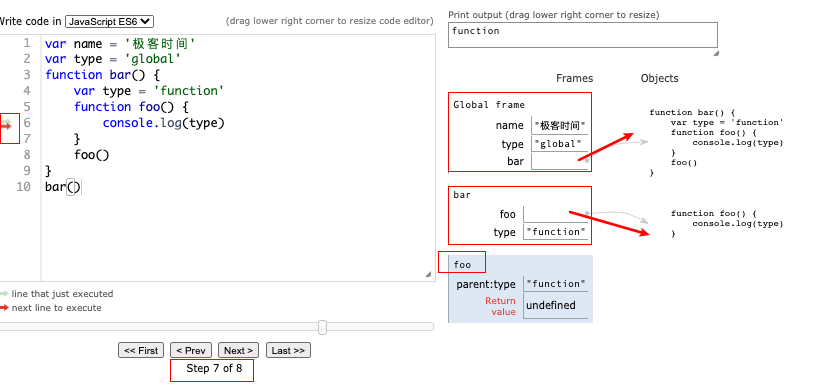 Write code in JavaScript ES6
(drag lower right corner to resize code editor)
1 var name = '极客时间'
2 var type = 'global'
3 function bar() {
4     var type = 'function'
5     function foo() {
6         console.log(type)
7     }
8     foo()
9 }
10 bar()
line that just executed
next line to execute
<< First < Prev Next > Last >>
Step 7 of 8
Print output (drag lower right corner to resize)
function
Frames Objects
Global frame
name "极客时间"
type "global"
bar
function bar() {
    var type = 'function'
    function foo() {
        console.log(type)
    }
    foo()
}
bar
foo
type "function"
function foo() {
    console.log(type)
}
foo
parent:type "function"
Return
value undefined